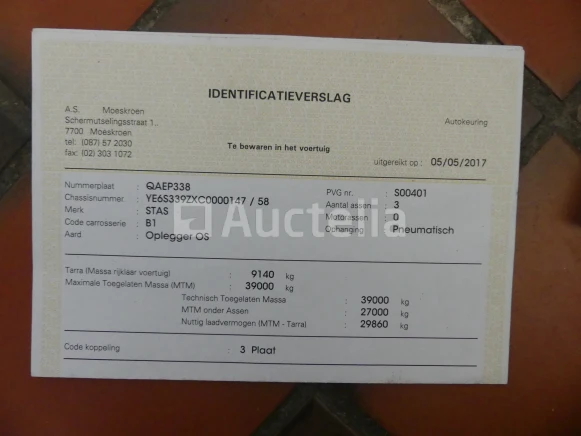 IDENTIFICATIEVERSLAG
A.S. Moeskroen
Schermutselingsstraat 1..
7700 Moeskroen
tel: (087) 57 2030
fax: (02) 303 1072
Autokeuring
Te bewaren in het voertuig
uitgereikt op : 05/05/2017
Nummerplaat : QAEP338
Chassisnummer. : YE6S339ZXC0000147 / 58
Merk : STAS
Code carrosserie : B1
Aard : Oplegger OS
PVG nr. : S00401
Aantal assen : 3
Motorassen : 0
Ophanging : Pneumatisch
Auctelia
Tarra (Massa rijklaar voertuig) : 9140 kg
Maximale Toegelaten Massa (MTM) : 39000 kg
Technisch Toegelaten Massa : 39000 kg
MTM onder Assen : 27000 kg
Nuttig laadvermogen (MTM - Tarra) : 29860 kg
Code koppeling : 3 Plaat